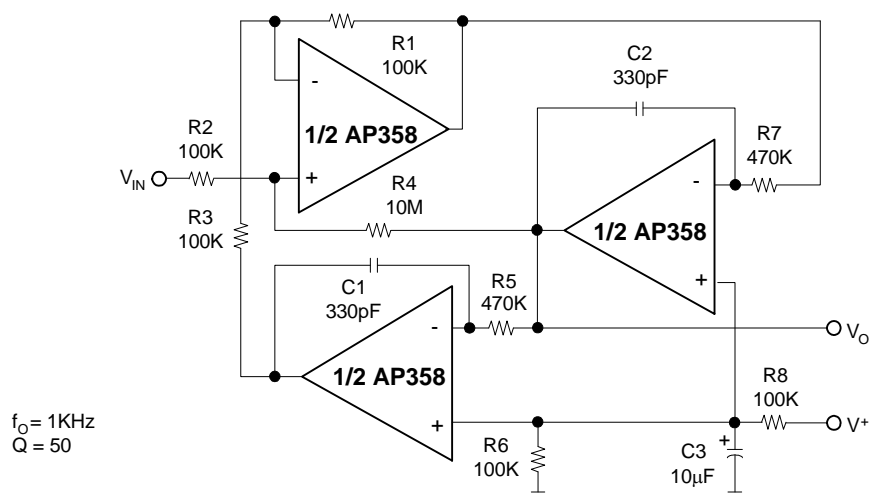 R1
100K
C2
330pF
-
1/2 AP358
R2
100K
R7
470K
VIN
+
R4
10M
-
R3
100K
1/2 AP358
C1
330pF
R5
470K
+
-
VO
1/2 AP358
R8
100K
fO= 1KHz
Q = 50
+
R6
100K
+
V+
C3
10µF